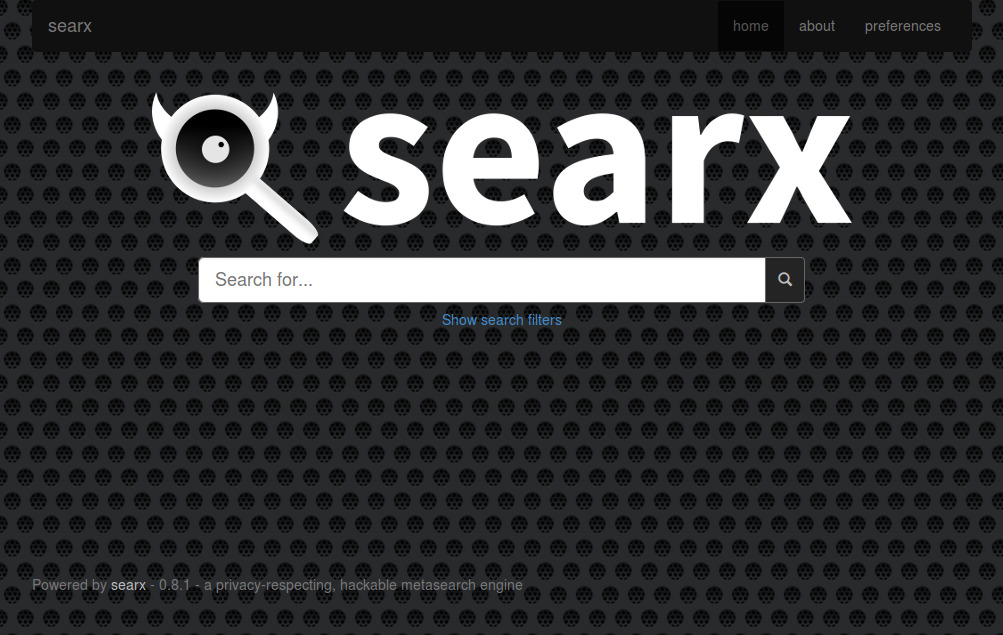 searx home about preferences
searx
Search for...
Show search filters
Powered by searx - 0.8.1 - a privacy-respecting, hackable metasearch engine